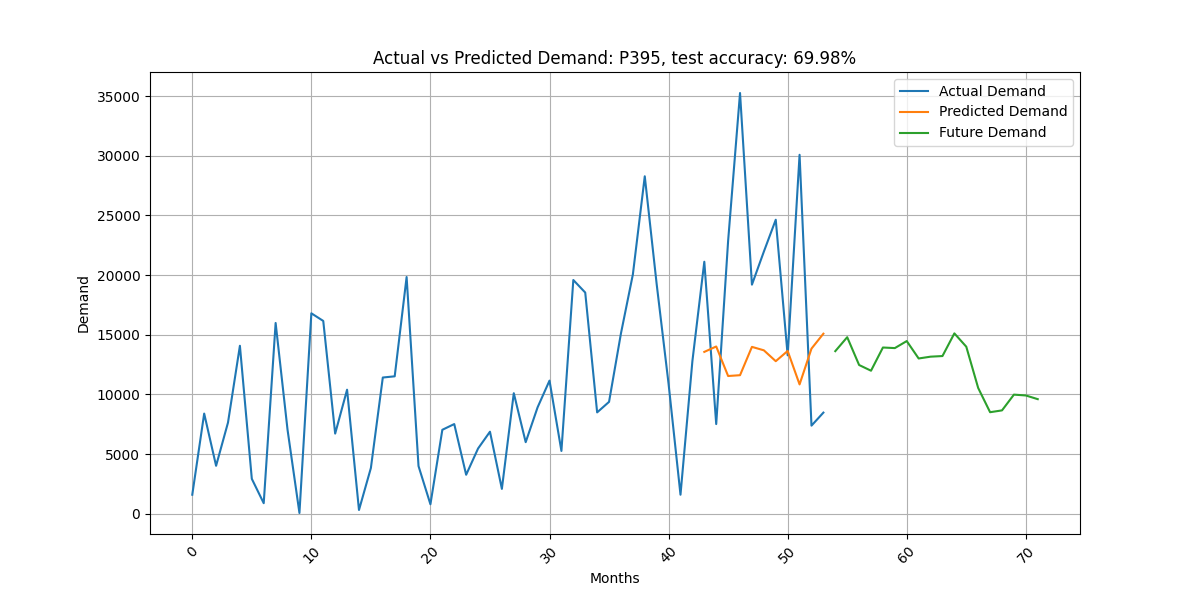 Actual vs Predicted Demand: P395, test accuracy: 69.98%
Actual Demand
Predicted Demand
Future Demand
35000
30000
25000
20000
15000
10000
5000
0
Demand
0 10 20 30 40 50 60 70
Months